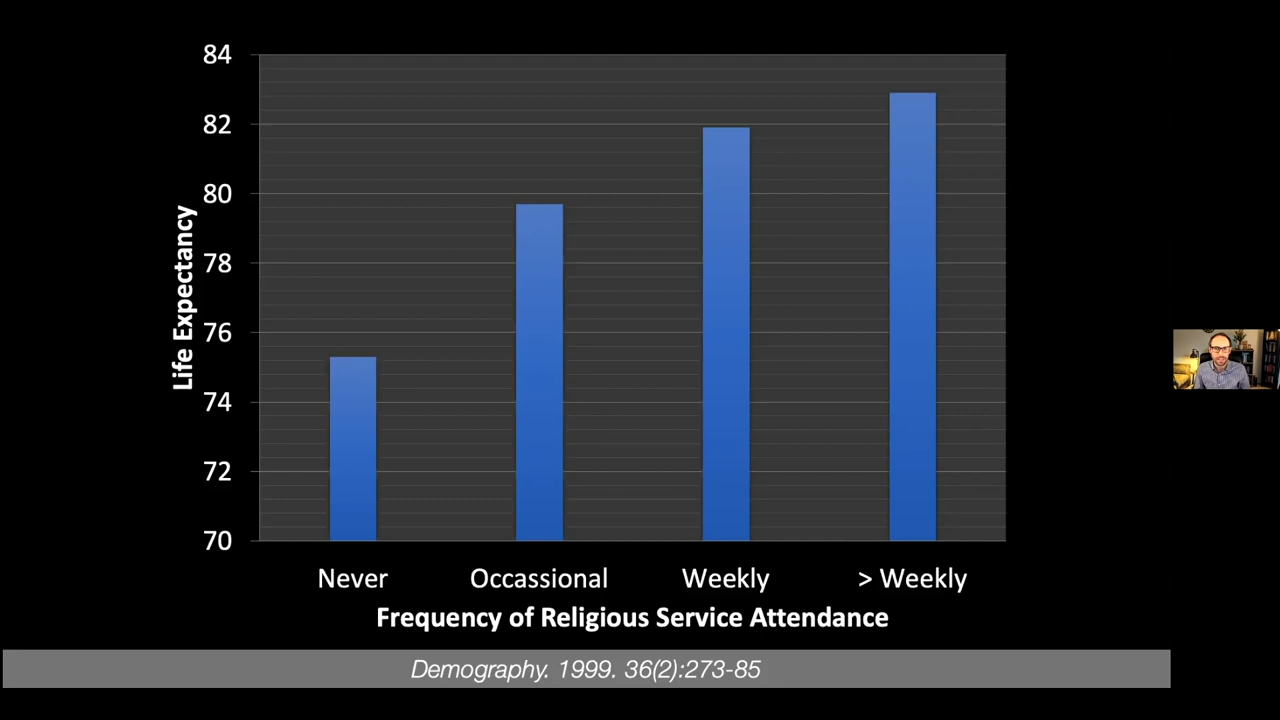 84
82
80
78
76
74
72
70
Life Expectancy
Never Occassional Weekly > Weekly
Frequency of Religious Service Attendance
Demography. 1999. 36(2):273-85